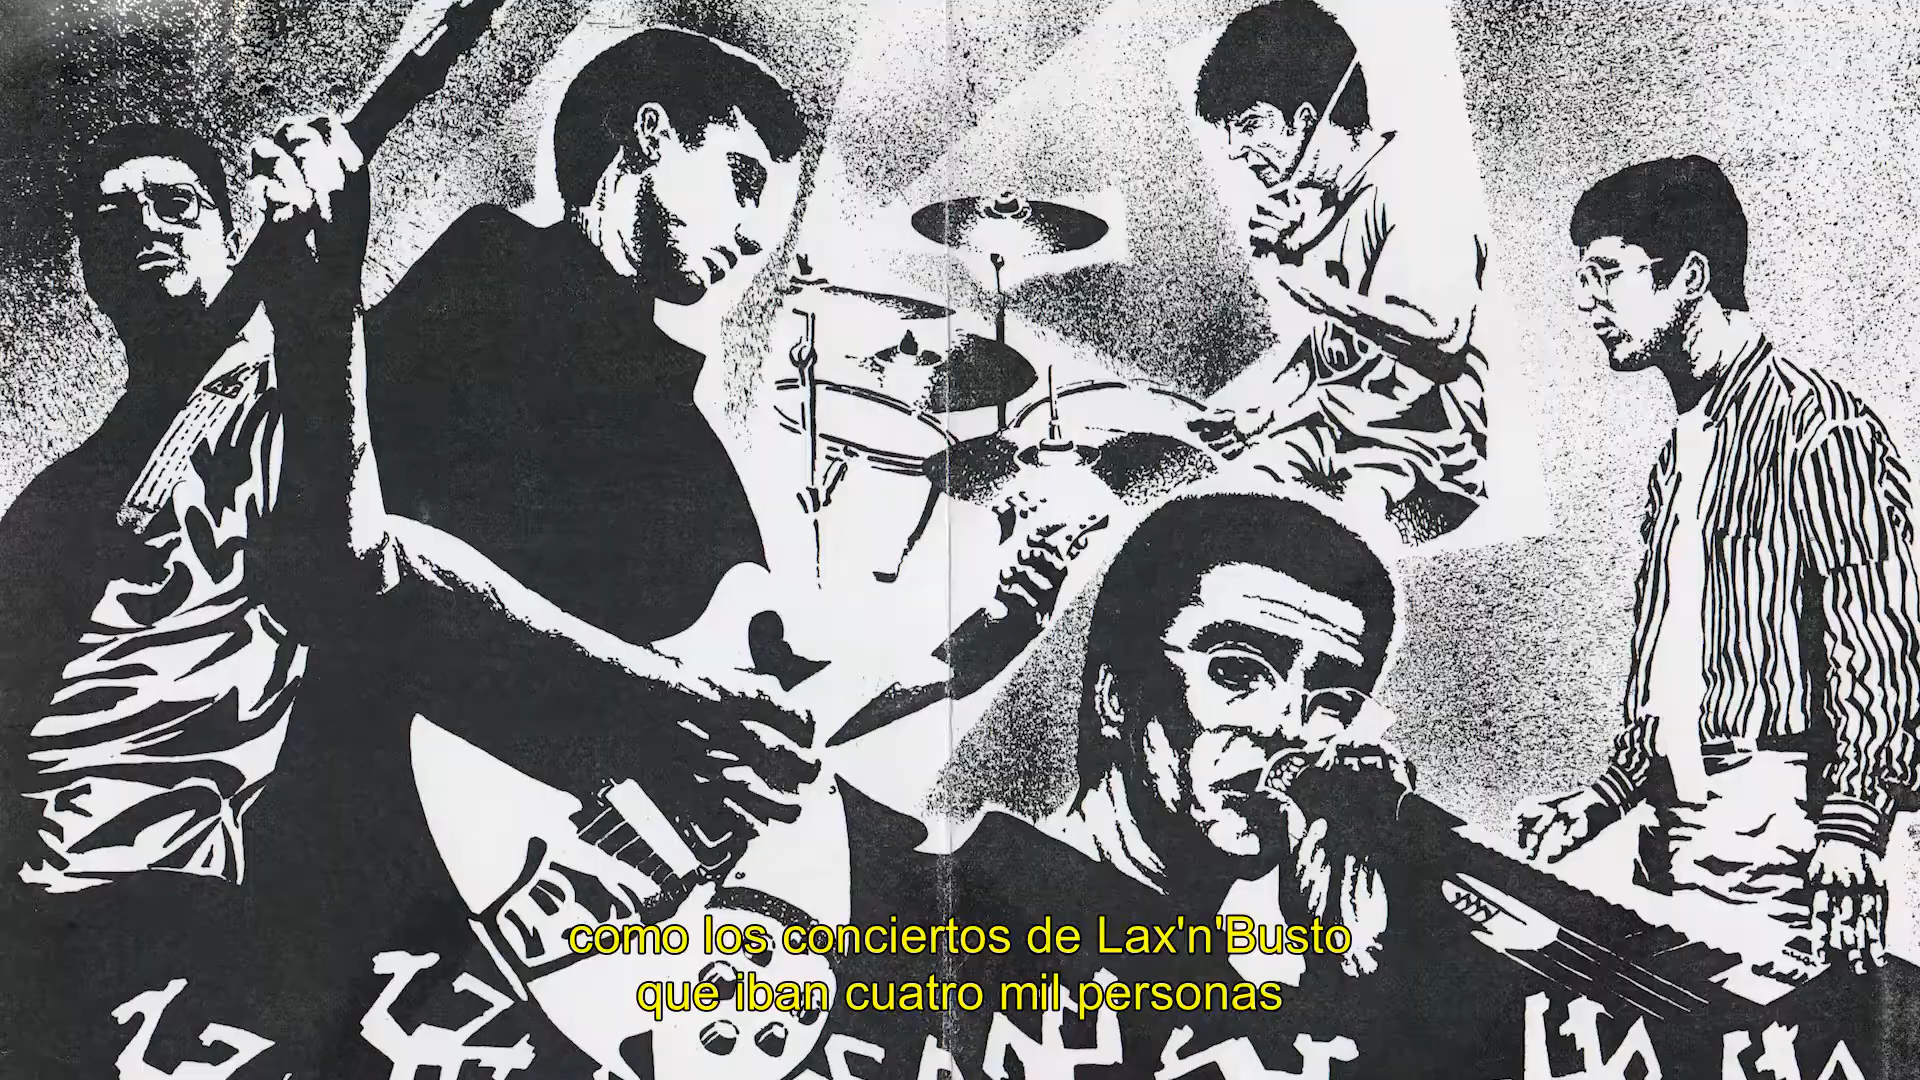 como los conciertos de Lax'n'Busto
que iban cuatro mil personas